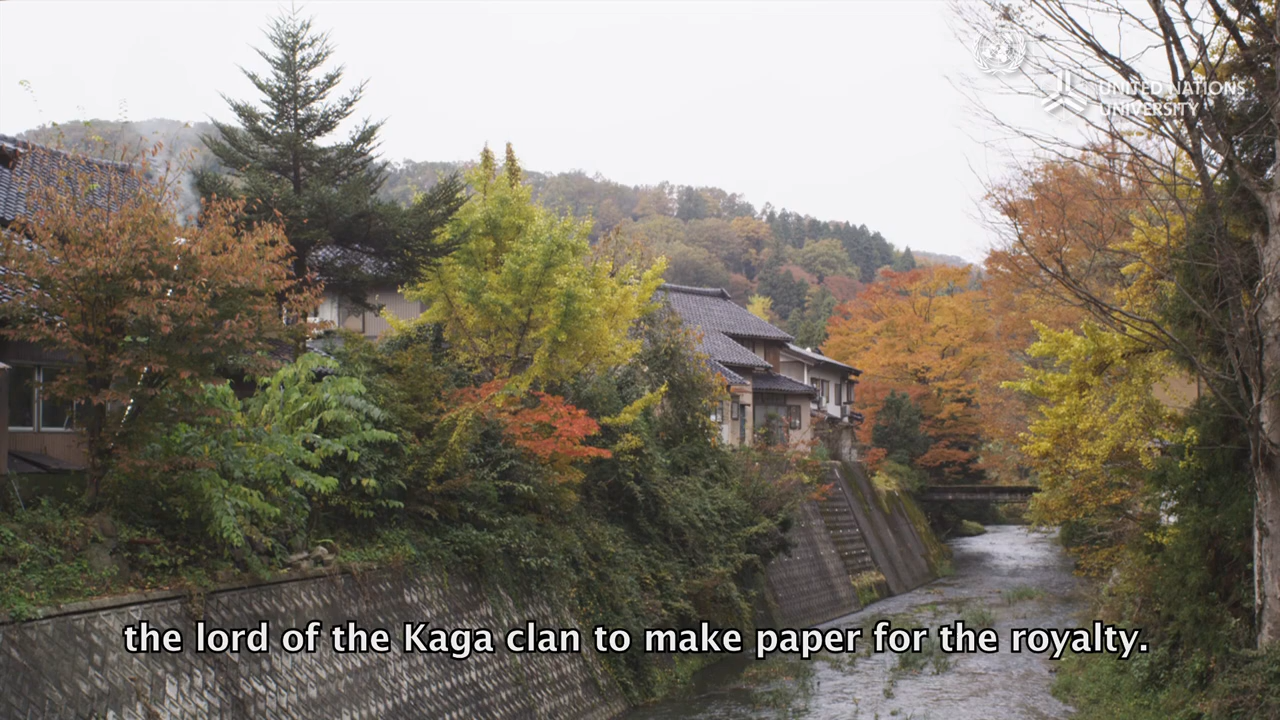 UNITED NATIONS
UNIVERSITY
the lord of the Kaga clan to make paper for the royalty.